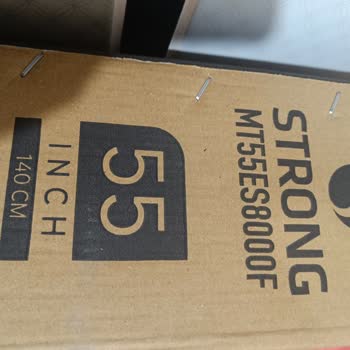 STRONG
MT55ES8000F
55
INCH
140 CM